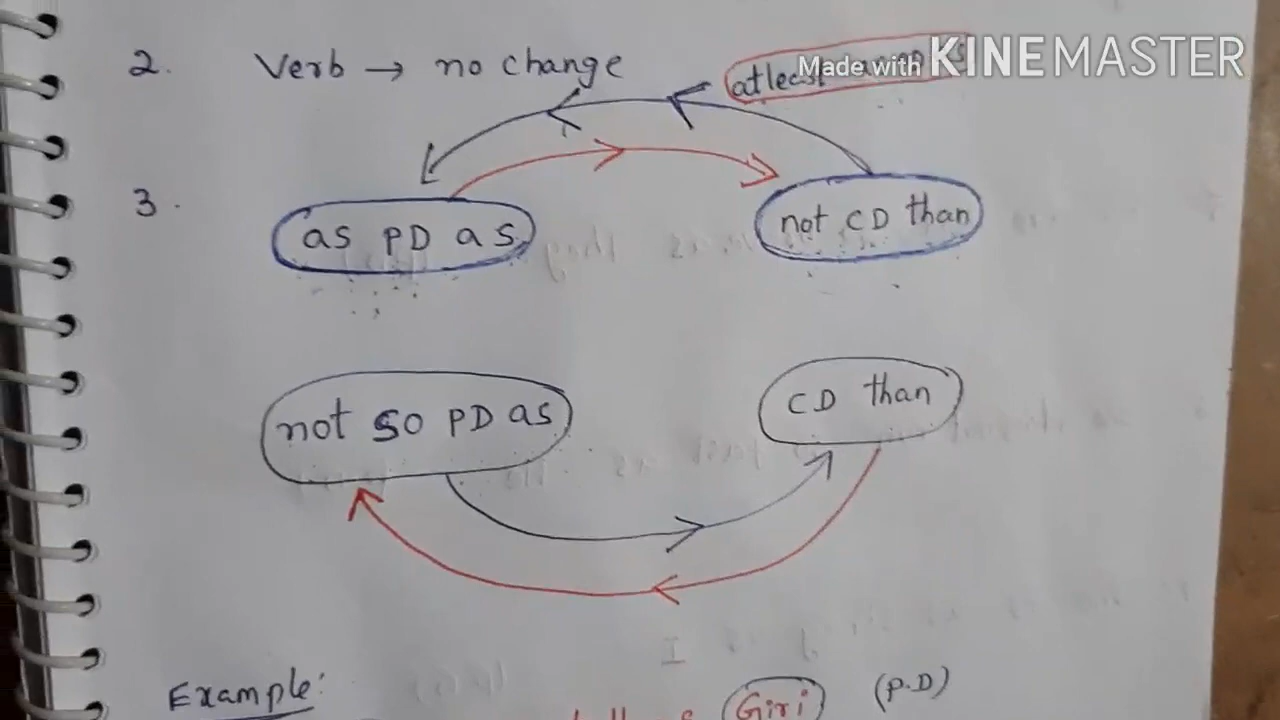 2. Verb → no change
atleast
Made with KINEMASTER
3. as PD as not CD than
not so PD as CD than
Example:
Giri (P.D)